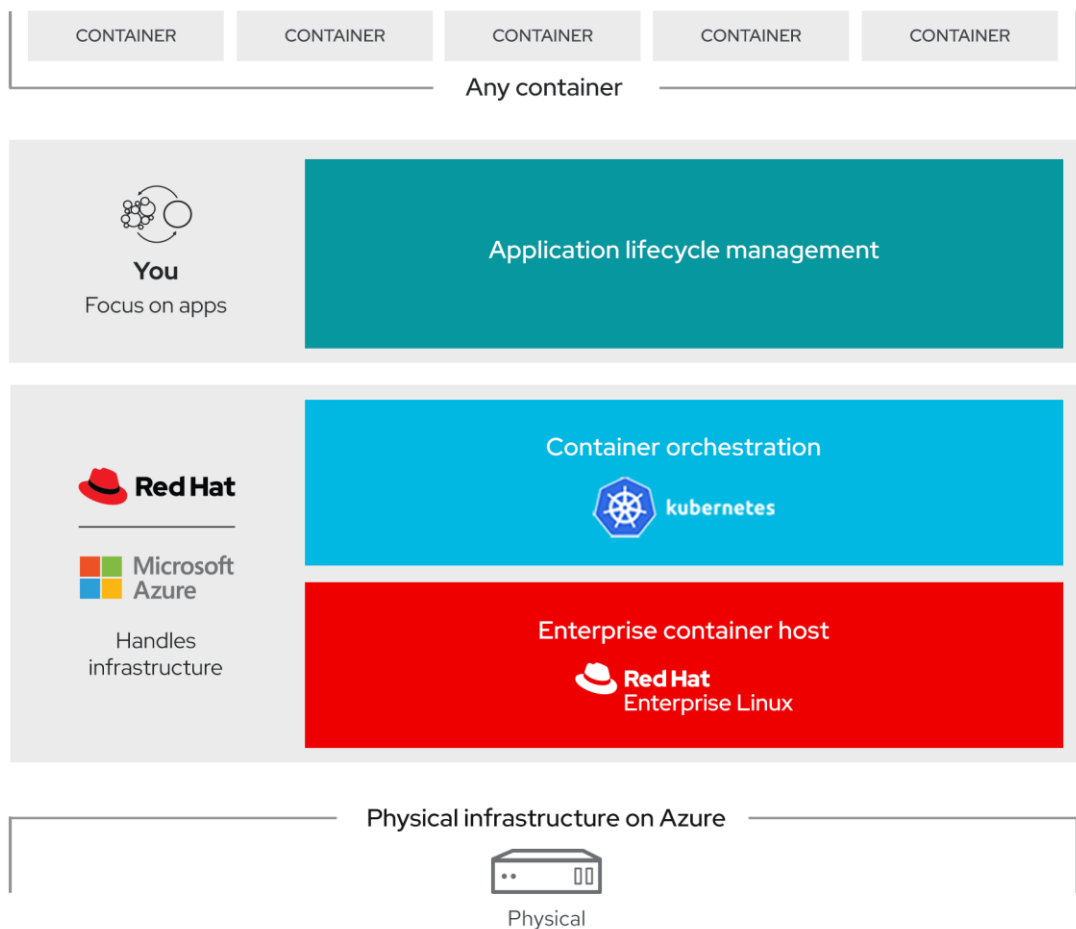 CONTAINER CONTAINER CONTAINER CONTAINER CONTAINER
Any container
You
Focus on apps
Application lifecycle management
Red Hat
Microsoft
Azure
Handles
infrastructure
Container orchestration
kubernetes
Enterprise container host
Red Hat
Enterprise Linux
Physical infrastructure on Azure
Physical